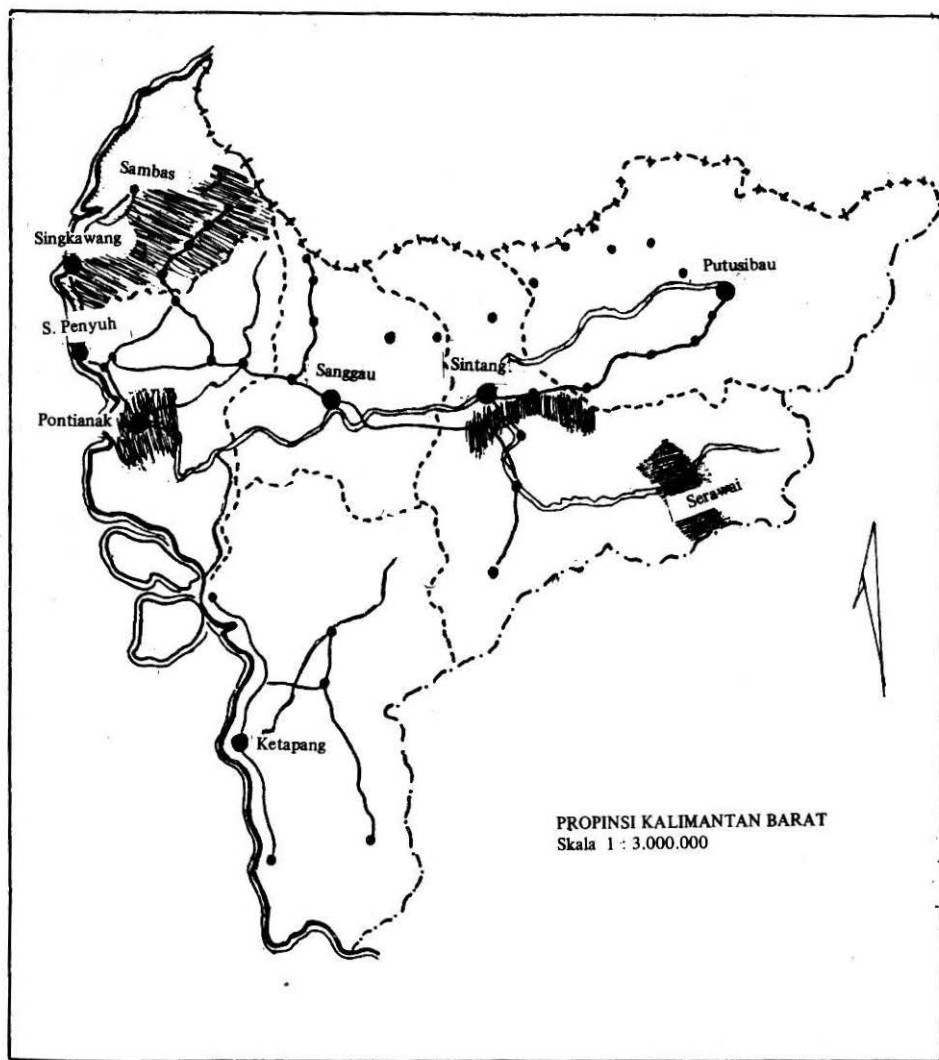 Sambas
Singkawang
S. Penyuh
Pontianak
Sanggau
Sintang
Putusibau
Serawai
Ketapang
PROPINSI KALIMANTAN BARAT
Skala 1 : 3.000.000